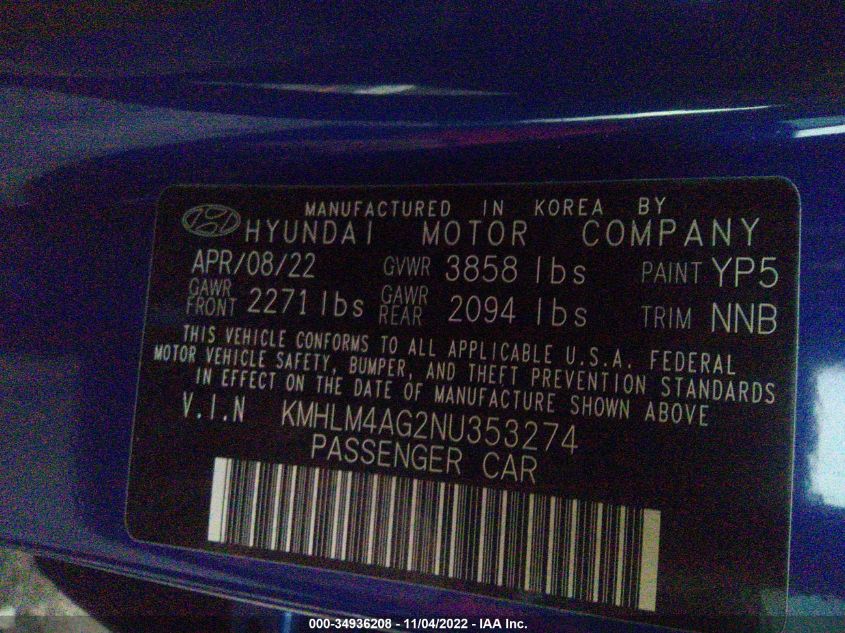 MANUFACTURED IN KOREA BY
HYUNDAI MOTOR COMPANY
APR/08/22 GVWR 3858 lbs PAINT YP5
GAWR FRONT 2271 lbs GAWR REAR 2094 lbs TRIM NNB
THIS VEHICLE CONFORMS TO ALL APPLICABLE U.S.A. FEDERAL
MOTOR VEHICLE SAFETY, BUMPER, AND THEFT PREVENTION STANDARDS
IN EFFECT ON THE DATE OF MANUFACTURE SHOWN ABOVE
V.I.N KMHLM4AG2NU353274
PASSENGER CAR
000-34936208 - 11/04/2022 - IAA Inc.